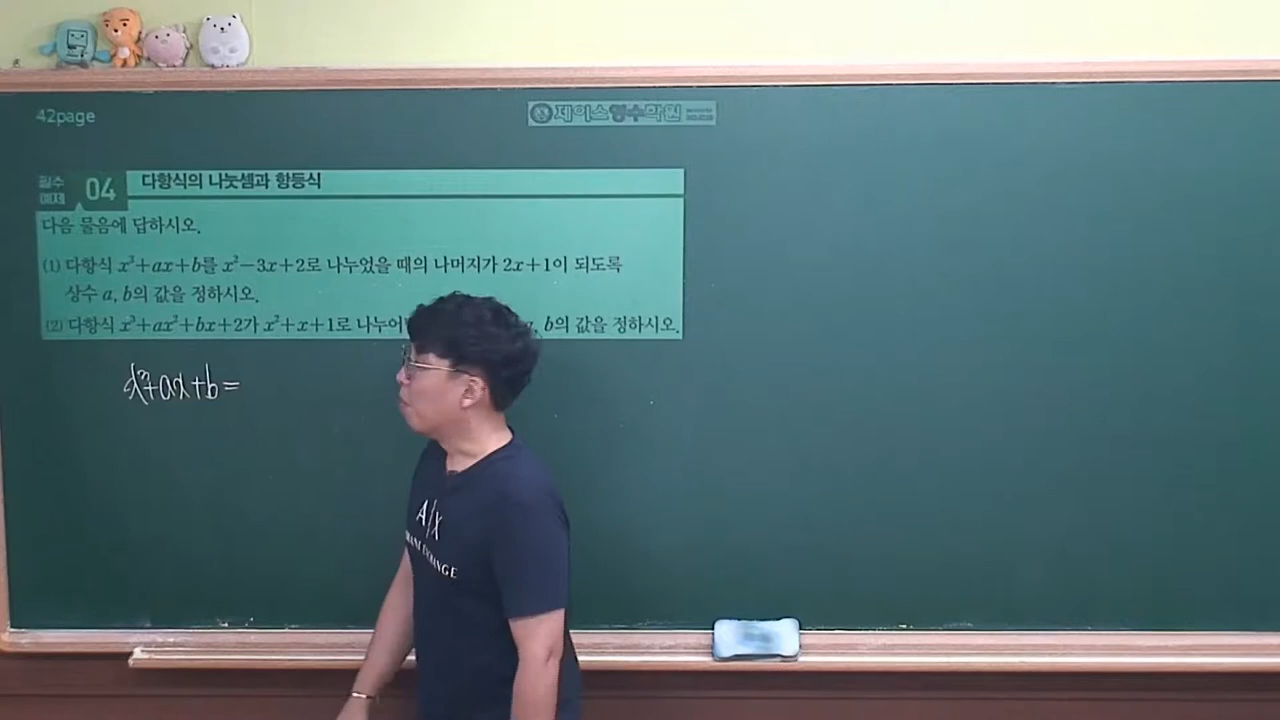 42page
제이스영수학원
필수 예제 04 다항식의 나눗셈과 항등식
다음 물음에 답하시오.
(1) 다항식 x³+ax+b를 x²−3x+2로 나누었을 때의 나머지가 2x+1이 되도록
상수 a, b의 값을 정하시오.
(2) 다항식 x³+ax²+bx+2가 x²+x+1로 나누어 a, b의 값을 정하시오.
x³+ax+b=
A|X
EXCHANGE